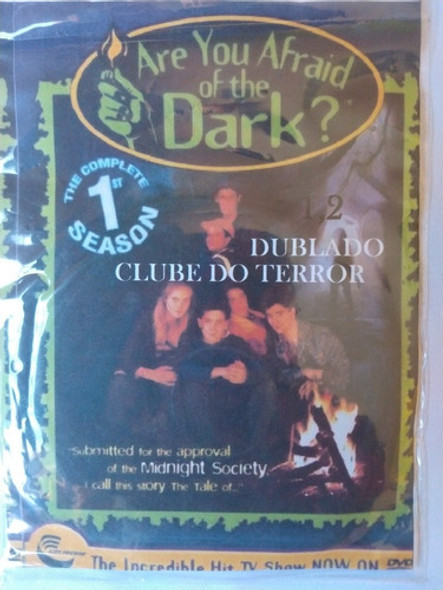 Are You Afraid
of the
Dark?
THE COMPLETE
1ST
SEASON
1,2
DUBLADO
CLUBE DO TERROR
"Submitted for the approval
of the Midnight Society,
i call this story The Tale of..."
The Incredible Hit TV Show NOW ON DVD